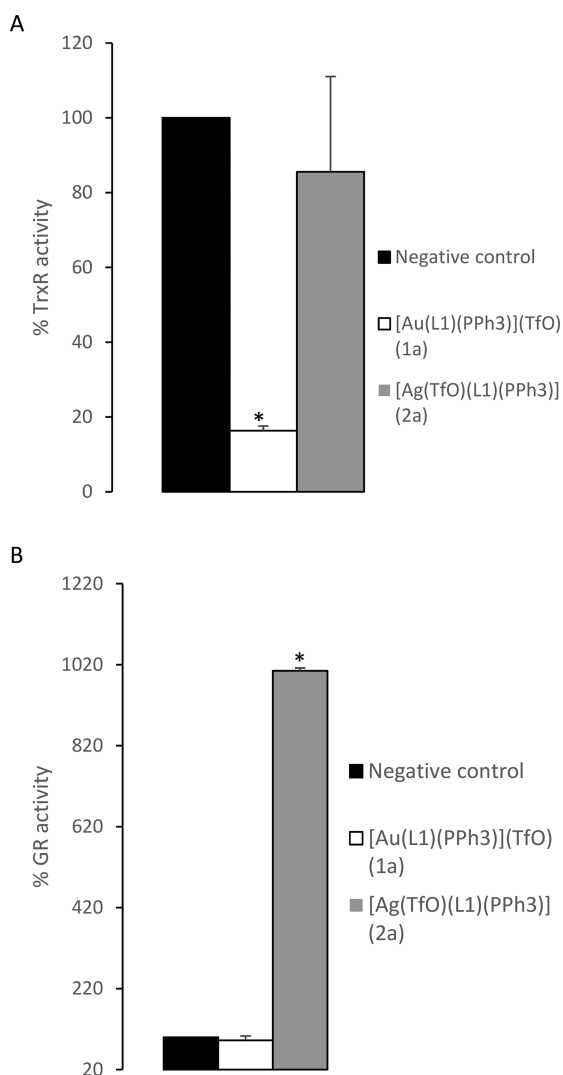 A
120
100
80
60
40
20
0
% TrxR activity
*
Negative control
[Au(L1)(PPh3)](TfO)
(1a)
[Ag(TfO)(L1)(PPh3)]
(2a)
B
1220
1020
820
620
420
220
20
% GR activity
*
Negative control
[Au(L1)(PPh3)](TfO)
(1a)
[Ag(TfO)(L1)(PPh3)]
(2a)